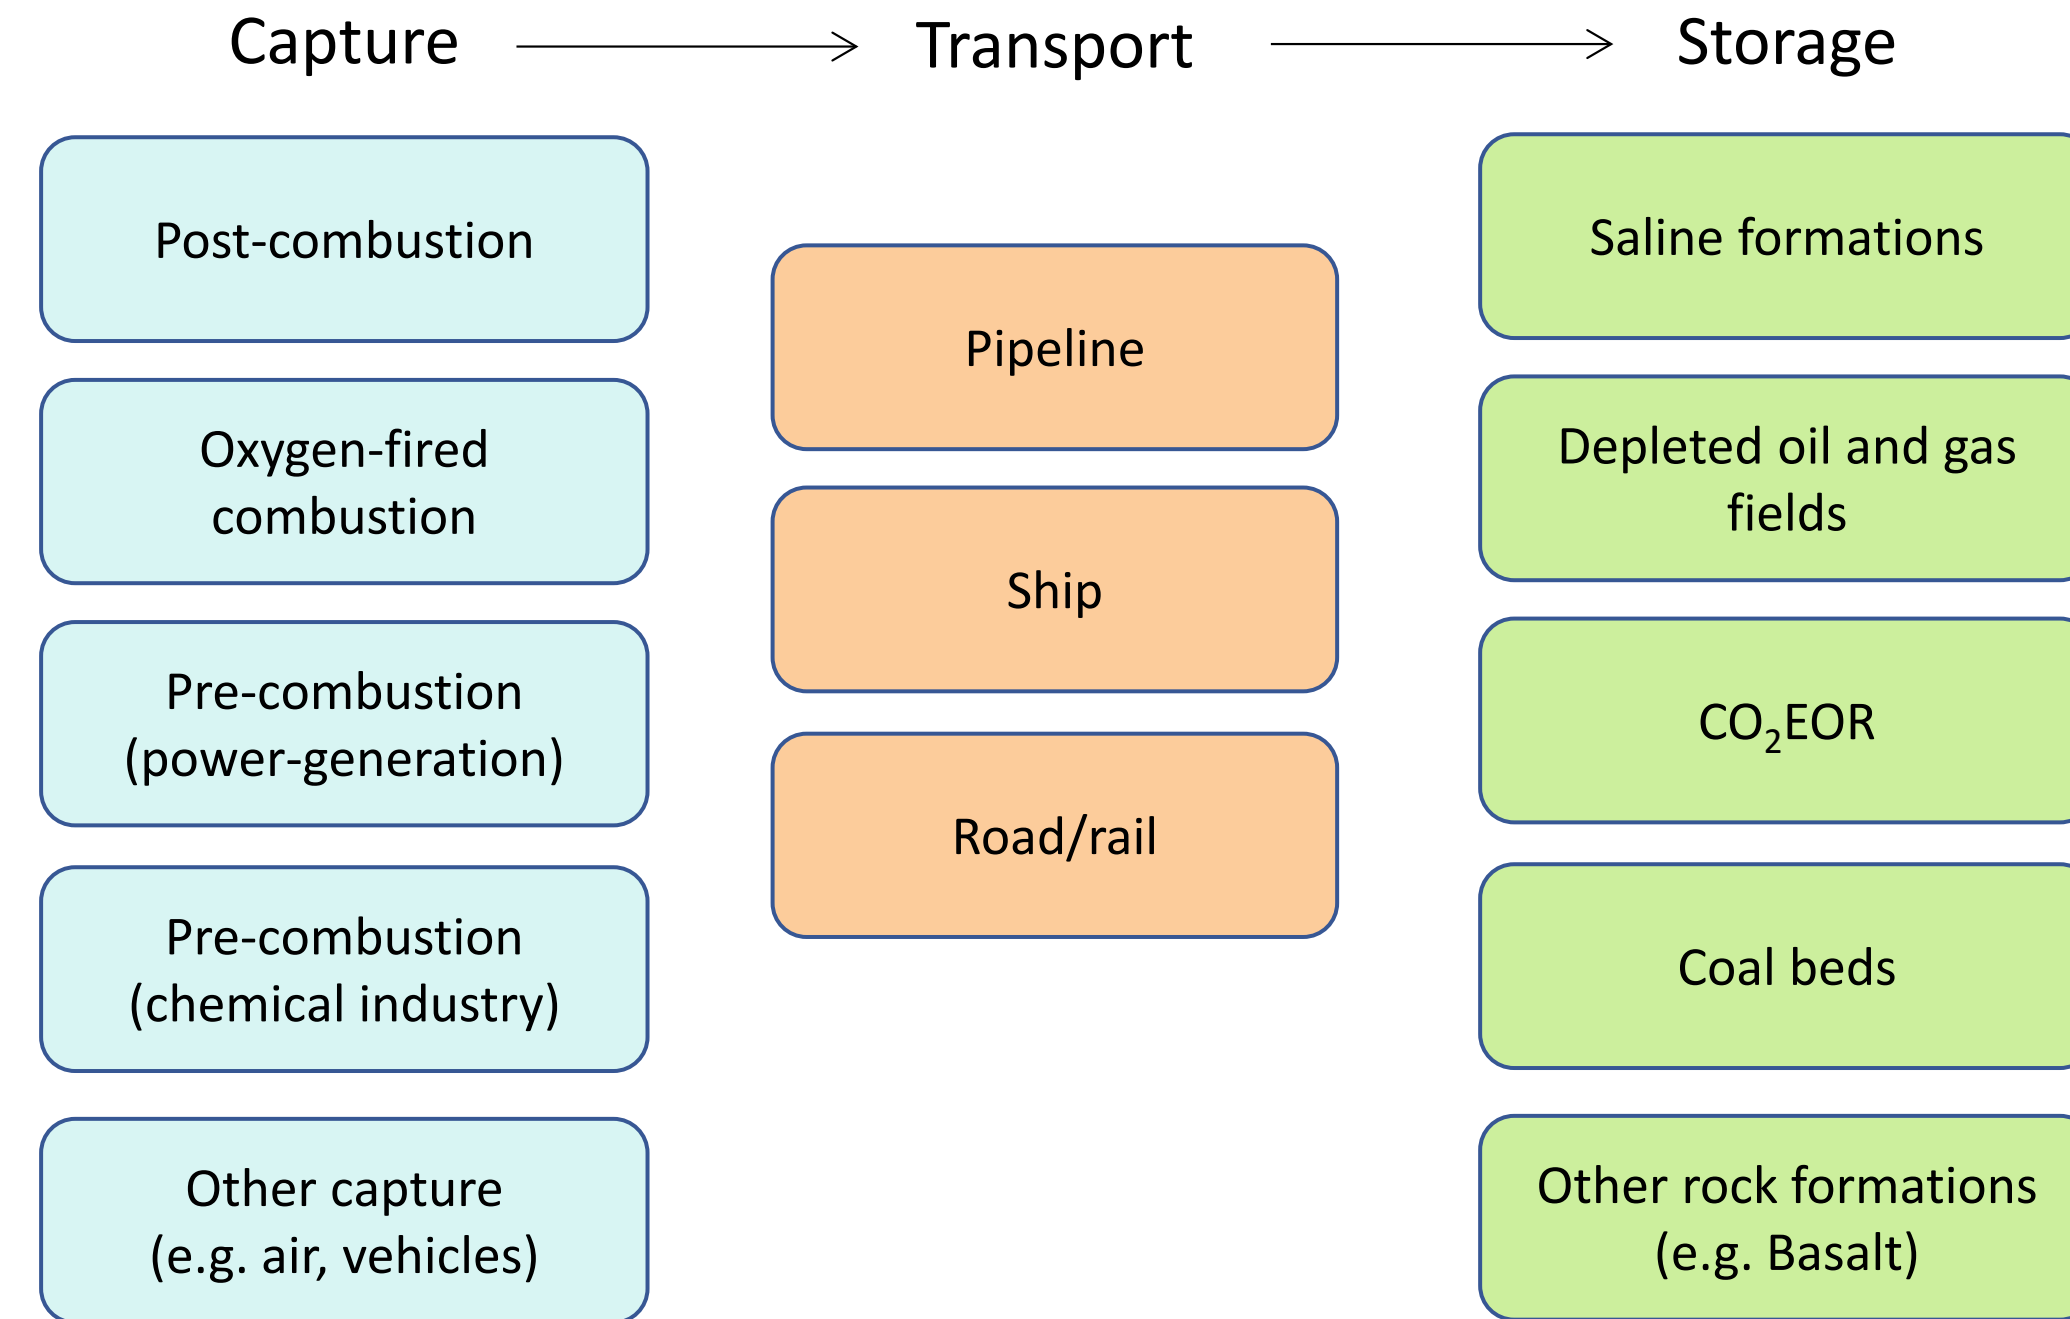 Capture
Transport
Storage
Post-combustion
Oxygen-fired
combustion
Pre-combustion
(power-generation)
Pre-combustion
(chemical industry)
Other capture
(e.g. air, vehicles)
Pipeline
Ship
Road/rail
Saline formations
Depleted oil and gas
fields
CO₂EOR
Coal beds
Other rock formations
(e.g. Basalt)